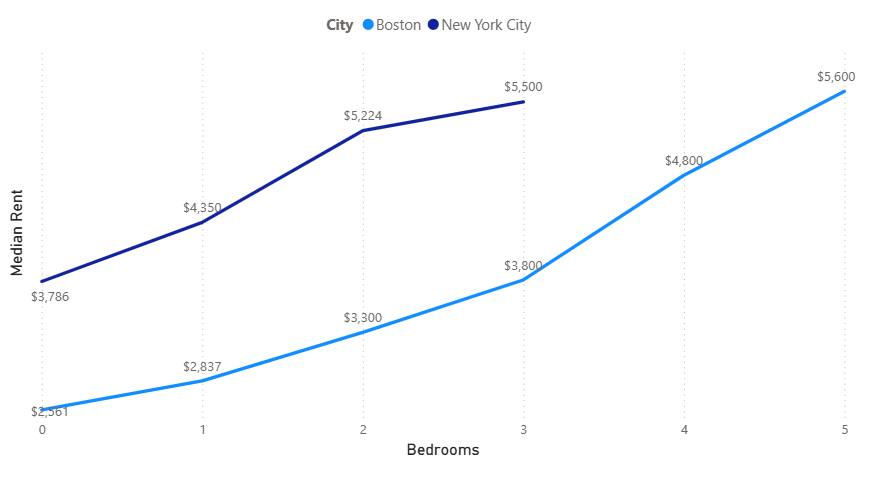 City Boston New York City
$5,600
$5,500
$5,224
$4,800
$4,350
$3,800
$3,786
$3,300
$2,837
$2,561
Median Rent
0 1 2 3 4 5
Bedrooms